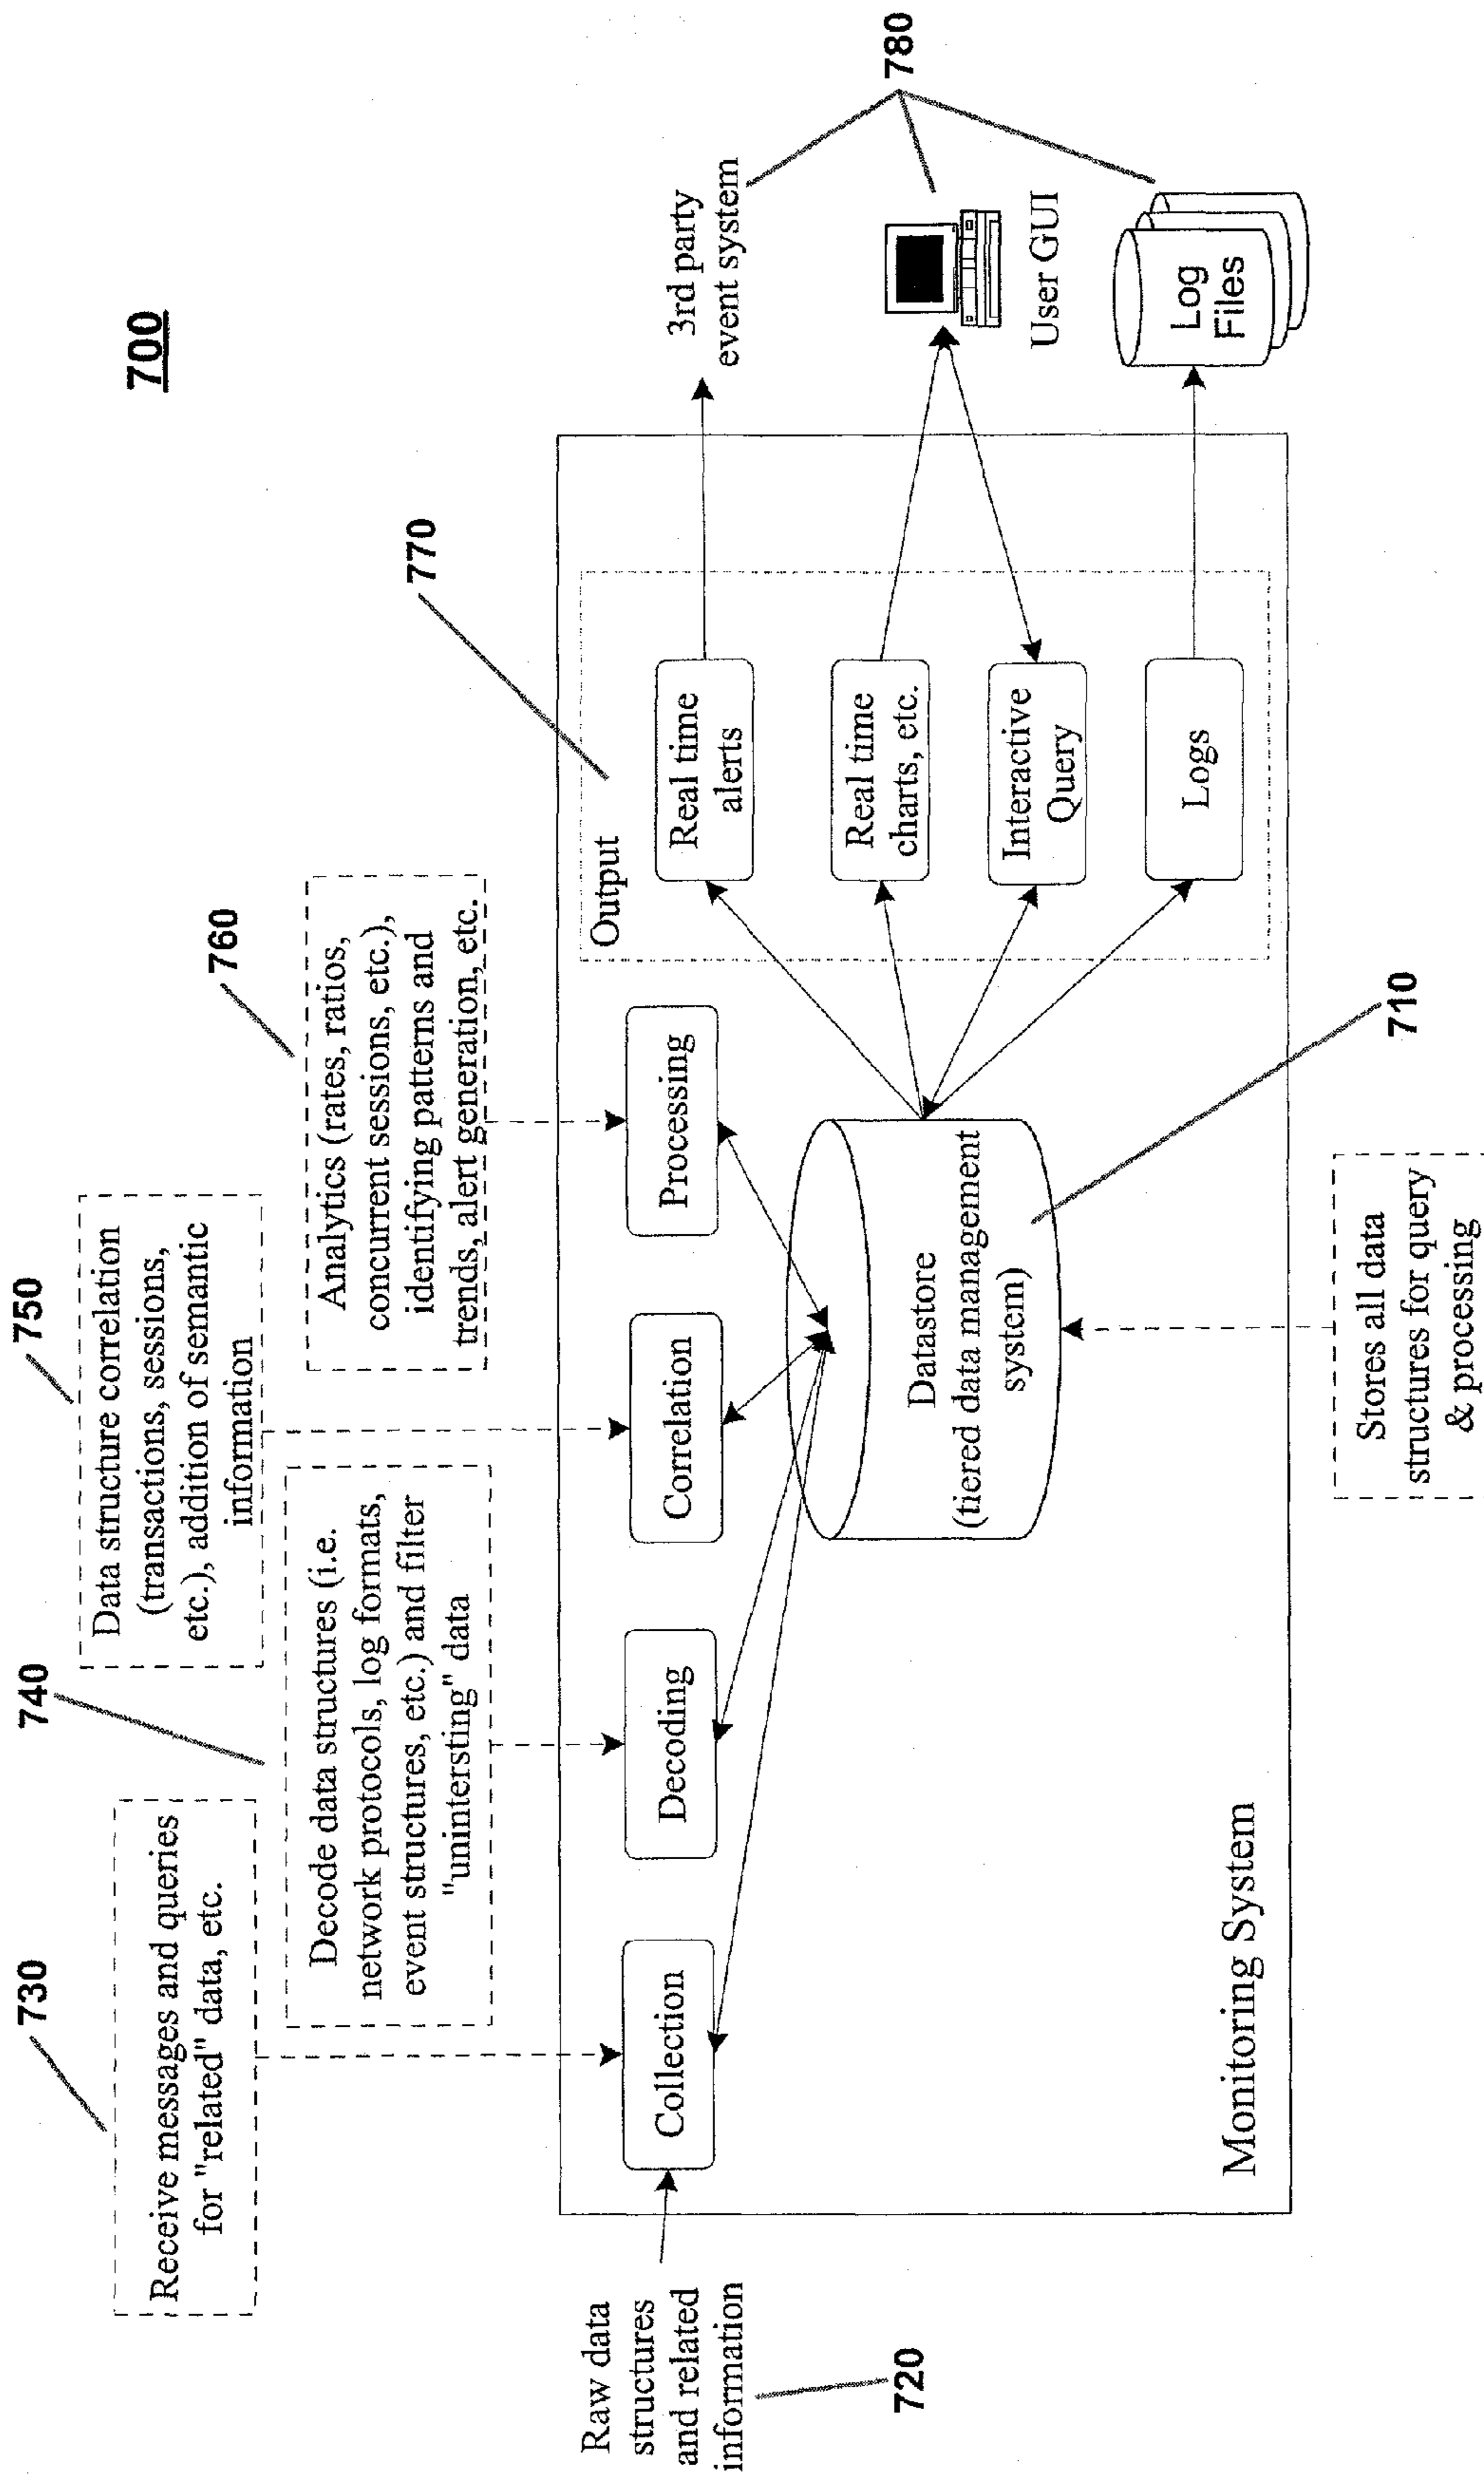 700
730
Receive messages and queries
for "related" data, etc.
740
Decode data structures (i.e.
network protocols, log formats,
event structures, etc.) and filter
"unintersting" data
750
Data structure correlation
(transactions, sessions,
etc.), addition of semantic
information
760
Analytics (rates, ratios,
concurrent sessions, etc.),
identifying patterns and
trends, alert generation, etc.
770
Raw data
structures
and related
information
720
Collection
Decoding
Correlation
Processing
Datastore
(tiered data management
system)
710
Stores all data
structures for query
& processing
Output
Real time
alerts
Real time
charts, etc.
Interactive
Query
Logs
Monitoring System
3rd party
event system
780
User GUI
Log
Files